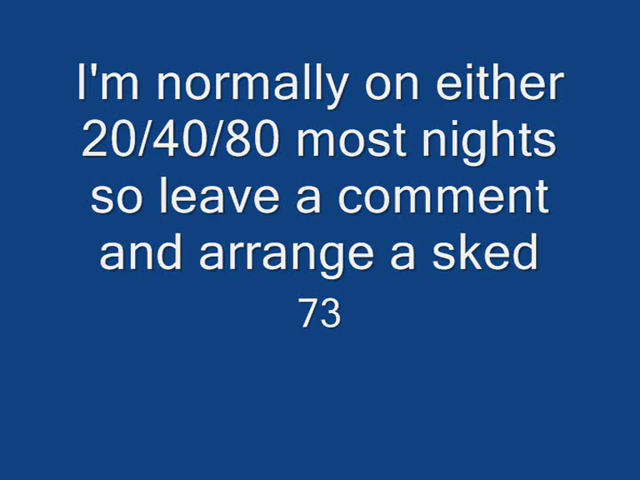 I'm normally on either
20/40/80 most nights
so leave a comment
and arrange a sked
73